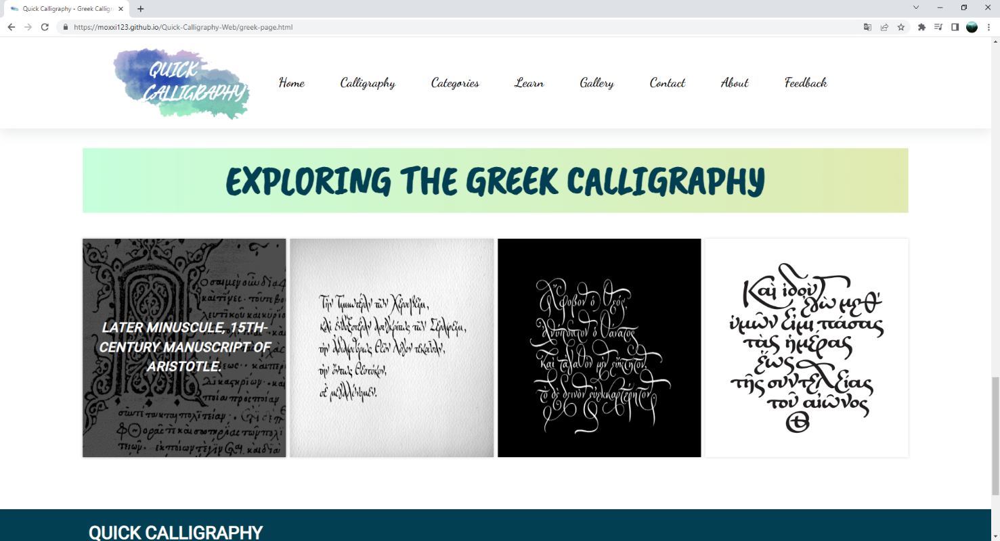 Quick Calligraphy - Greek Callig
https://moxxi123.github.io/Quick-Calligraphy-Web/greek-page.html
QUICK
CALLIGRAPHY
Home
Calligraphy
Categories
Learn
Gallery
Contact
About
Feedback
EXPLORING THE GREEK CALLIGRAPHY
LATER MINUSCULE, 15TH-
CENTURY MANUSCRIPT OF
ARISTOTLE.
Τὴν Τιμιωτέραν τῶν Χερουβείμ,
καὶ ἐνδοξοτέραν ἀσυγκρίτως τῶν Σεραφείμ,
τὴν ἀδιαφθόρως Θεὸν Λόγον τεκοῦσαν,
τὴν ὄντως Θεοτόκον,
σὲ μεγαλύνομεν.
Ἄφοβον ὁ θεός,
ἀνύποπτον ὁ θάνατος
καὶ τἀγαθὸν μὲν εὔκτητον,
τὸ δὲ δεινὸν εὐεκκαρτέρητον
Καὶ ἰδοὺ
ἐγὼ μεθ’
ὑμῶν εἰμι πάσας
τὰς ἡμέρας
ἕως
τῆς συντελείας
τοῦ αἰῶνος
QUICK CALLIGRAPHY